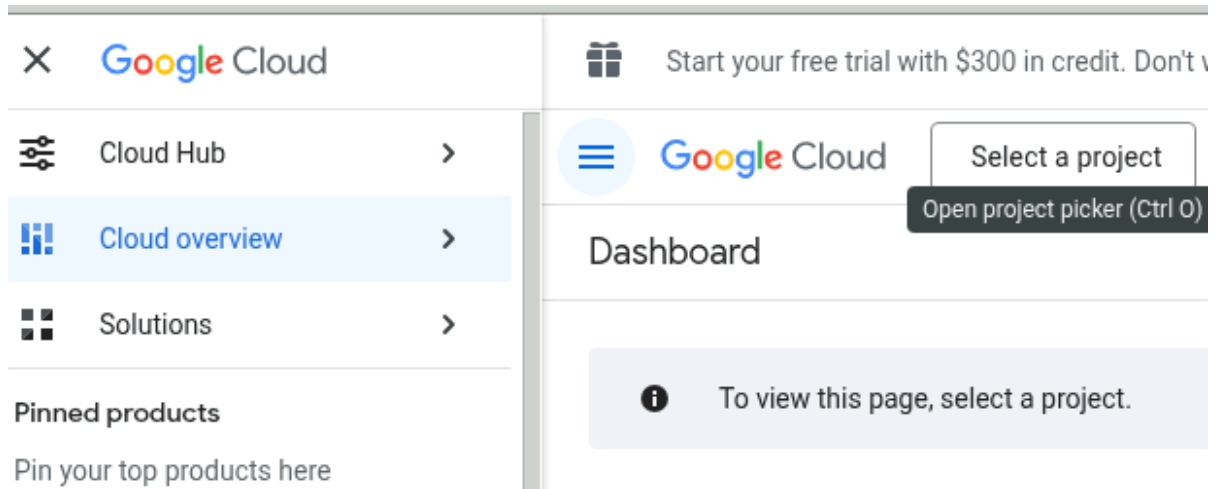 Google Cloud
Cloud Hub
Cloud overview
Solutions
Pinned products
Pin your top products here
Start your free trial with $300 in credit. Don't
Google Cloud
Select a project
Open project picker (Ctrl O)
Dashboard
To view this page, select a project.